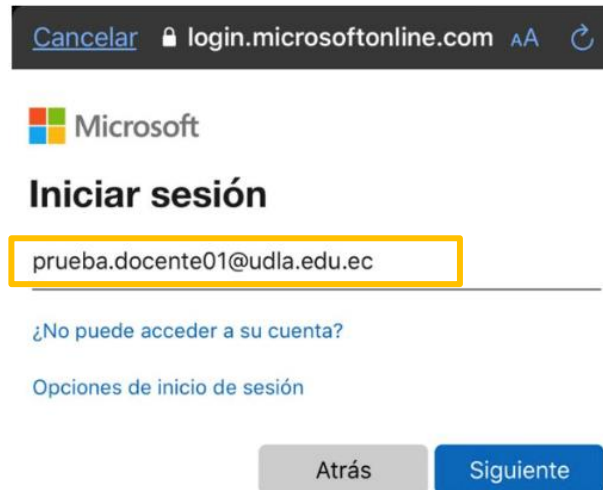 Cancelar login.microsoftonline.com AA
Microsoft
Iniciar sesión
prueba.docente01@udla.edu.ec
¿No puede acceder a su cuenta?
Opciones de inicio de sesión
Atrás Siguiente